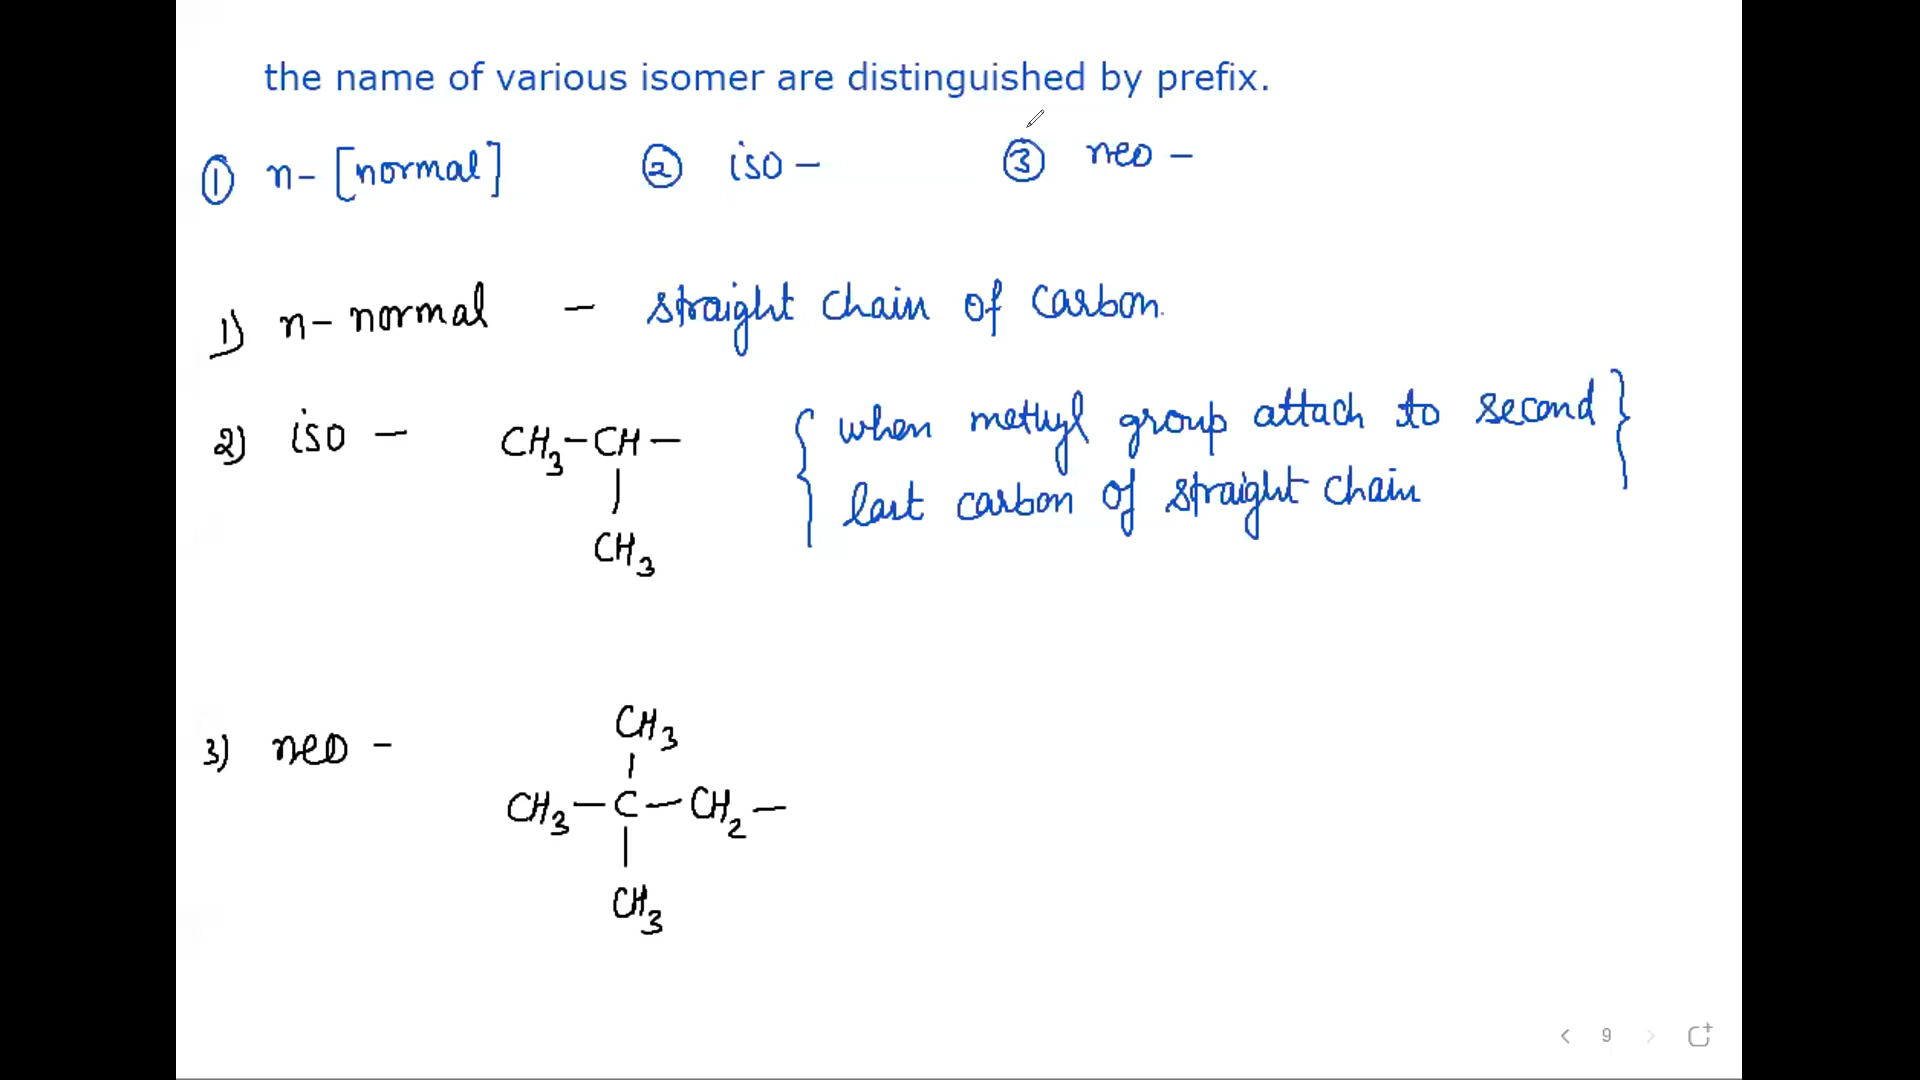 the name of various isomer are distinguished by prefix.
① n- [normal] ② iso - ③ neo -
1) n- normal - straight chain of carbon.
2) iso - CH3-CH- { when methyl group attach to second }
| last carbon of straight chain
CH3
CH3
|
3) neo - CH3-C-CH2-
|
CH3
9